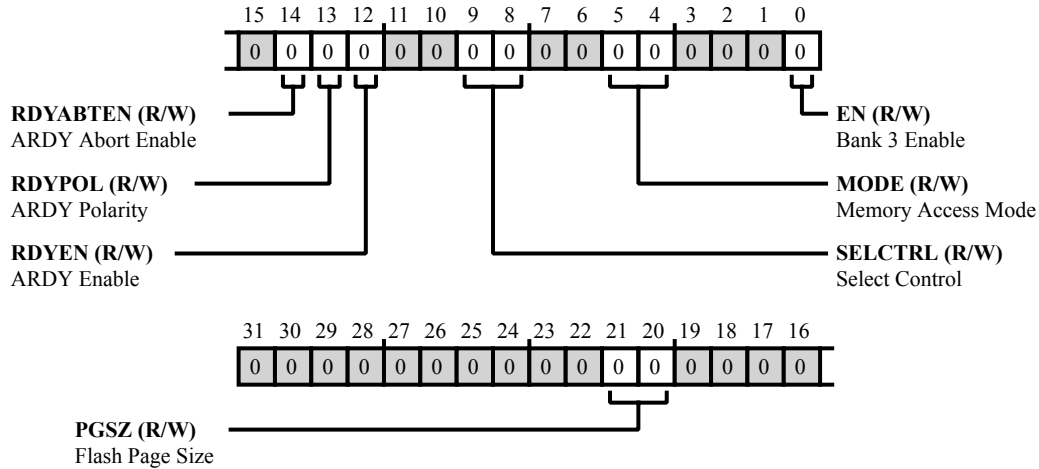 15 14 13 12 11 10 9 8 7 6 5 4 3 2 1 0
0 0 0 0 0 0 0 0 0 0 0 0 0 0 0 0
RDYABTEN (R/W)
ARDY Abort Enable
EN (R/W)
Bank 3 Enable
RDYPOL (R/W)
ARDY Polarity
MODE (R/W)
Memory Access Mode
RDYEN (R/W)
ARDY Enable
SELCTRL (R/W)
Select Control
31 30 29 28 27 26 25 24 23 22 21 20 19 18 17 16
0 0 0 0 0 0 0 0 0 0 0 0 0 0 0 0
PGSZ (R/W)
Flash Page Size